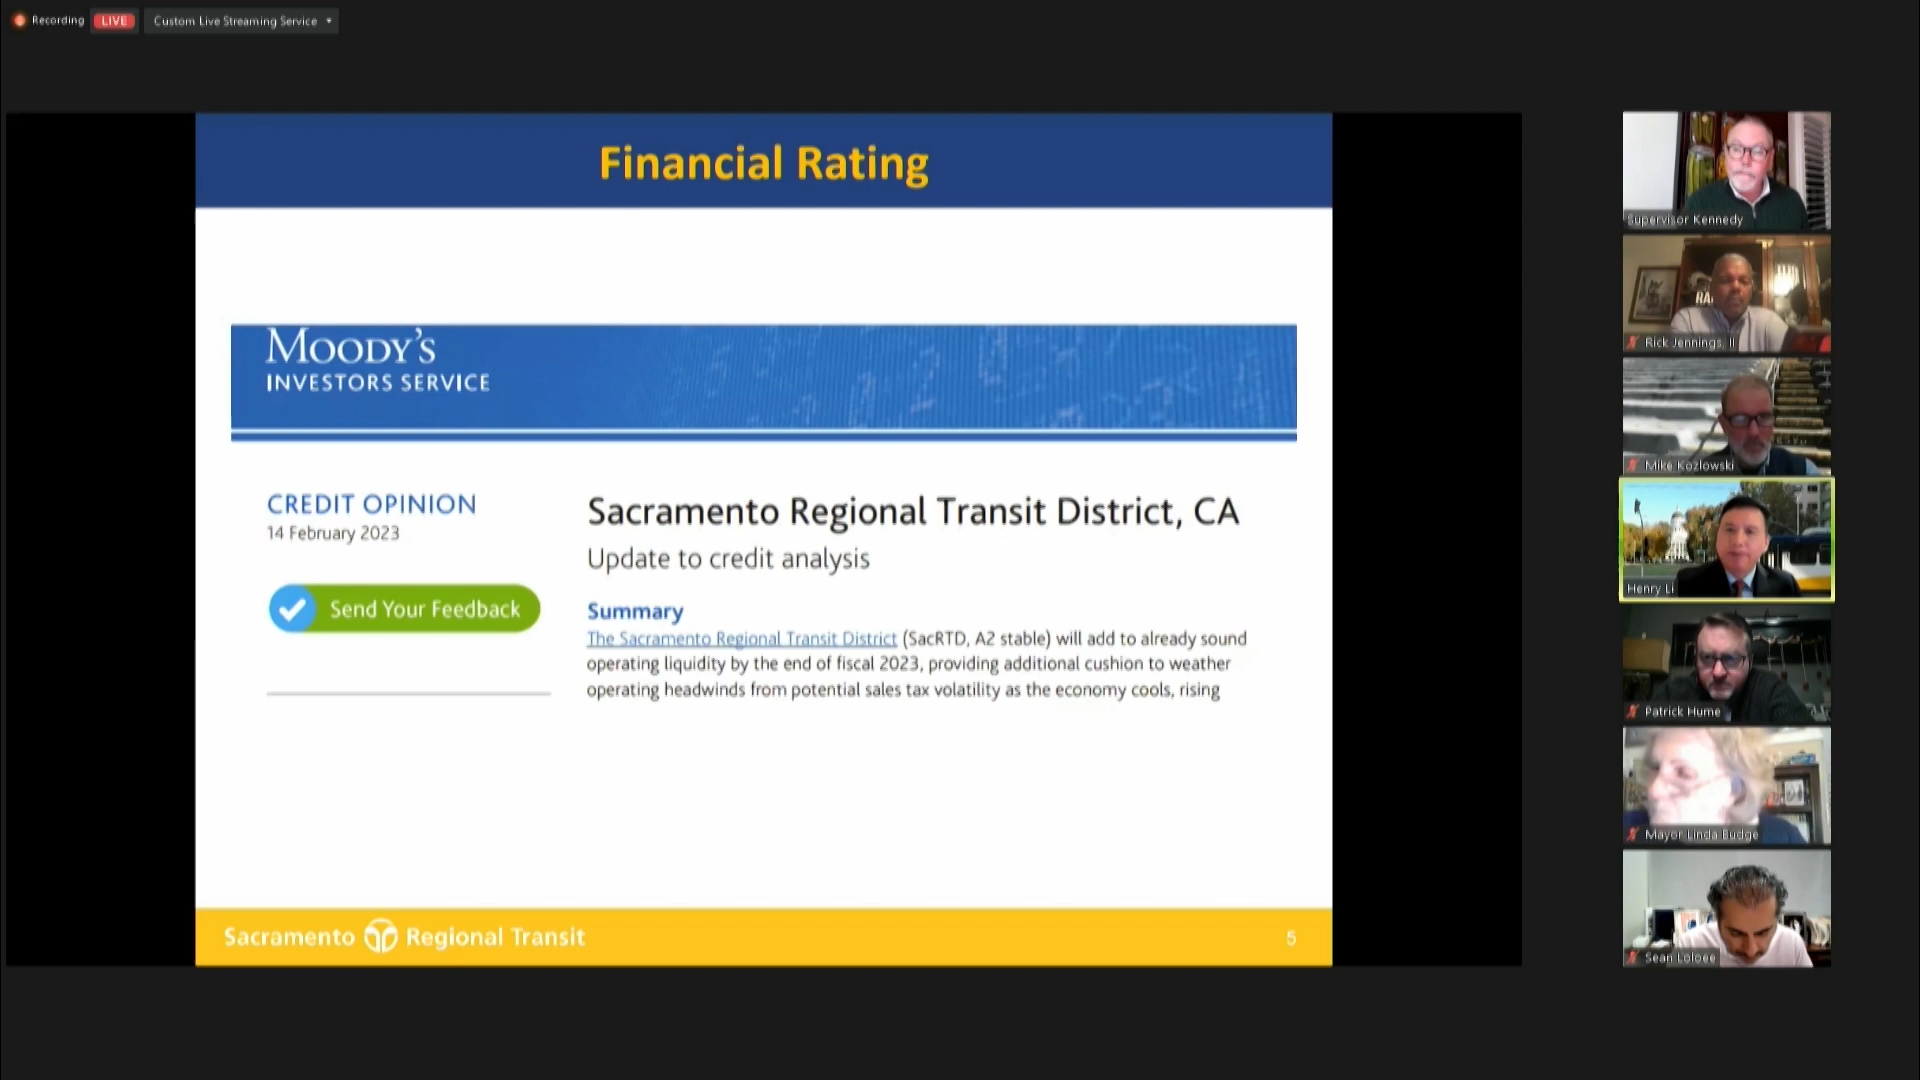 Recording
LIVE
Custom Live Streaming Service
Financial Rating
MOODY'S
INVESTORS SERVICE
CREDIT OPINION
14 February 2023
Send Your Feedback
Sacramento Regional Transit District, CA
Update to credit analysis
Summary
The Sacramento Regional Transit District (SacRTD, A2 stable) will add to already sound
operating liquidity by the end of fiscal 2023, providing additional cushion to weather
operating headwinds from potential sales tax volatility as the economy cools, rising
Sacramento Regional Transit
5
Supervisor Kennedy
RA
Rick Jennings, II
Mike Kozlowski
Henry Li
Patrick Hume
Mayor Linda Budge
Sean Loloee